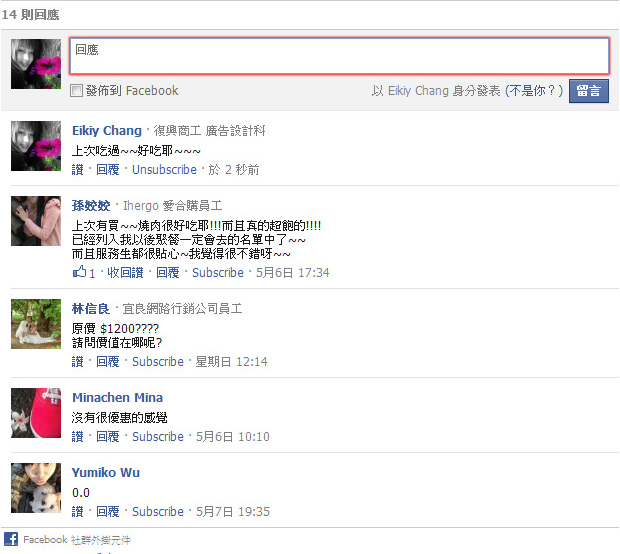 14 則回應
回應
發佈到 Facebook
以 Eikiy Chang 身分發表 (不是你？) 留言
Eikiy Chang · 復興商工 廣告設計科
上次吃過~~好吃耶~~~
讚 · 回覆 · Unsubscribe · 於 2 秒前
孫姣姣 · Ihergo 愛合購員工
上次有買~~燒肉很好吃耶!!!而且真的超飽的!!!!
已經列入我以後聚餐一定會去的名單中了~~
而且服務生都很貼心~我覺得很不錯呀~~
1 · 收回讚 · 回覆 · Subscribe · 5月6日 17:34
林信良 · 宜良網路行銷公司員工
原價 $1200????
請問價值在哪呢?
讚 · 回覆 · Subscribe · 星期日 12:14
Minachen Mina
沒有很優惠的感覺
讚 · 回覆 · Subscribe · 5月6日 10:10
Yumiko Wu
0.0
讚 · 回覆 · Subscribe · 5月7日 19:35
Facebook 社群外掛元件